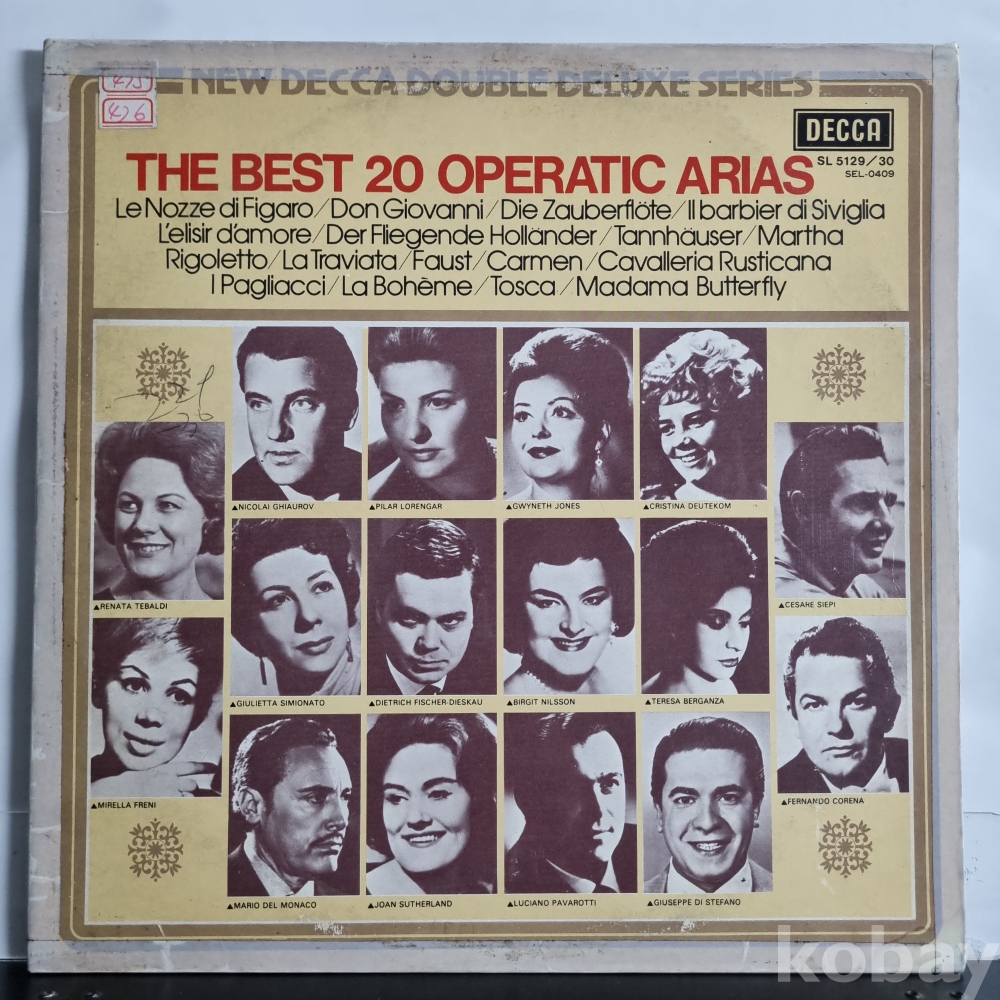 NEW DECCA DOUBLE DELUXE SERIES
426
DECCA
THE BEST 20 OPERATIC ARIAS
SL 5129/30
SEL-0409
Le Nozze di Figaro/Don Giovanni/Die Zauberflöte/Il barbier di Siviglia
L'elisir d'amore/Der Fliegende Holländer/Tannhäuser/Martha
Rigoletto/La Traviata/Faust/Carmen/Cavalleria Rusticana
I Pagliacci/La Bohème/Tosca/Madama Butterfly
▲NICOLAI GHIAUROV
▲PILAR LORENGAR
▲GWYNETH JONES
▲CRISTINA DEUTEKOM
▲RENATA TEBALDI
▲CESARE SIEPI
▲GIULIETTA SIMIONATO
▲DIETRICH FISCHER-DIESKAU
▲BIRGIT NILSSON
▲TERESA BERGANZA
▲MIRELLA FRENI
▲FERNANDO CORENA
▲MARIO DEL MONACO
▲JOAN SUTHERLAND
▲LUCIANO PAVAROTTI
▲GIUSEPPE DI STEFANO
kobay